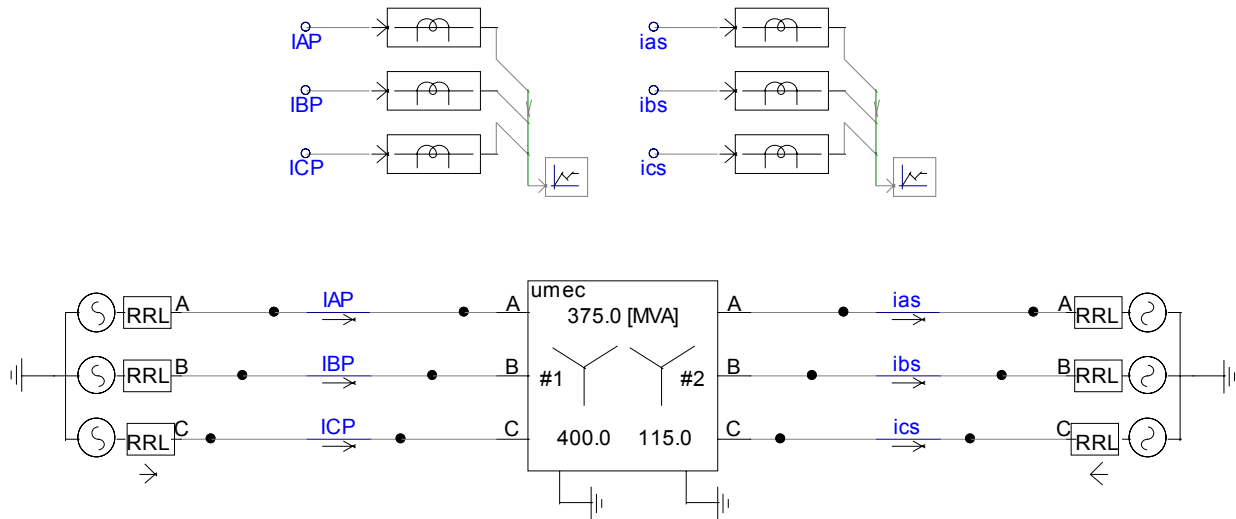 IAP ias
IBP ibs
ICP ics
umec
A IAP A 375.0 [MVA] A ias A
RRL RRL
B IBP B #1 #2 B ibs B
RRL RRL
C ICP C 400.0 115.0 C ics C
RRL RRL